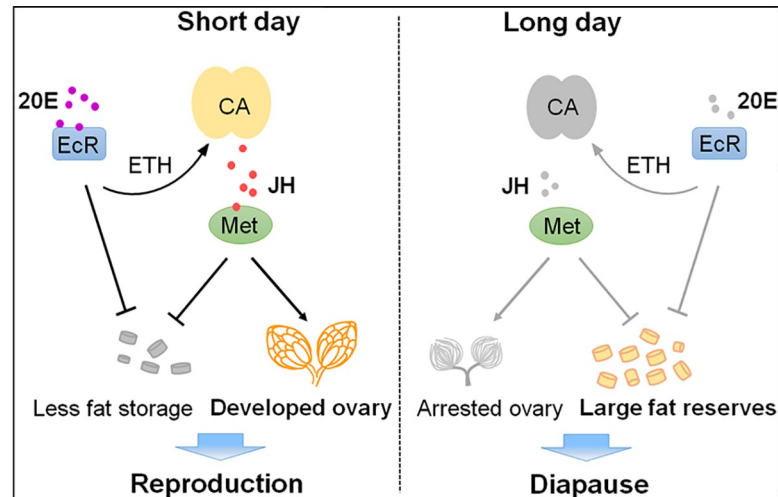 Short day
20E
CA
EcR
ETH
JH
Met
Less fat storage
Developed ovary
Reproduction
Long day
CA
20E
EcR
ETH
JH
Met
Arrested ovary
Large fat reserves
Diapause